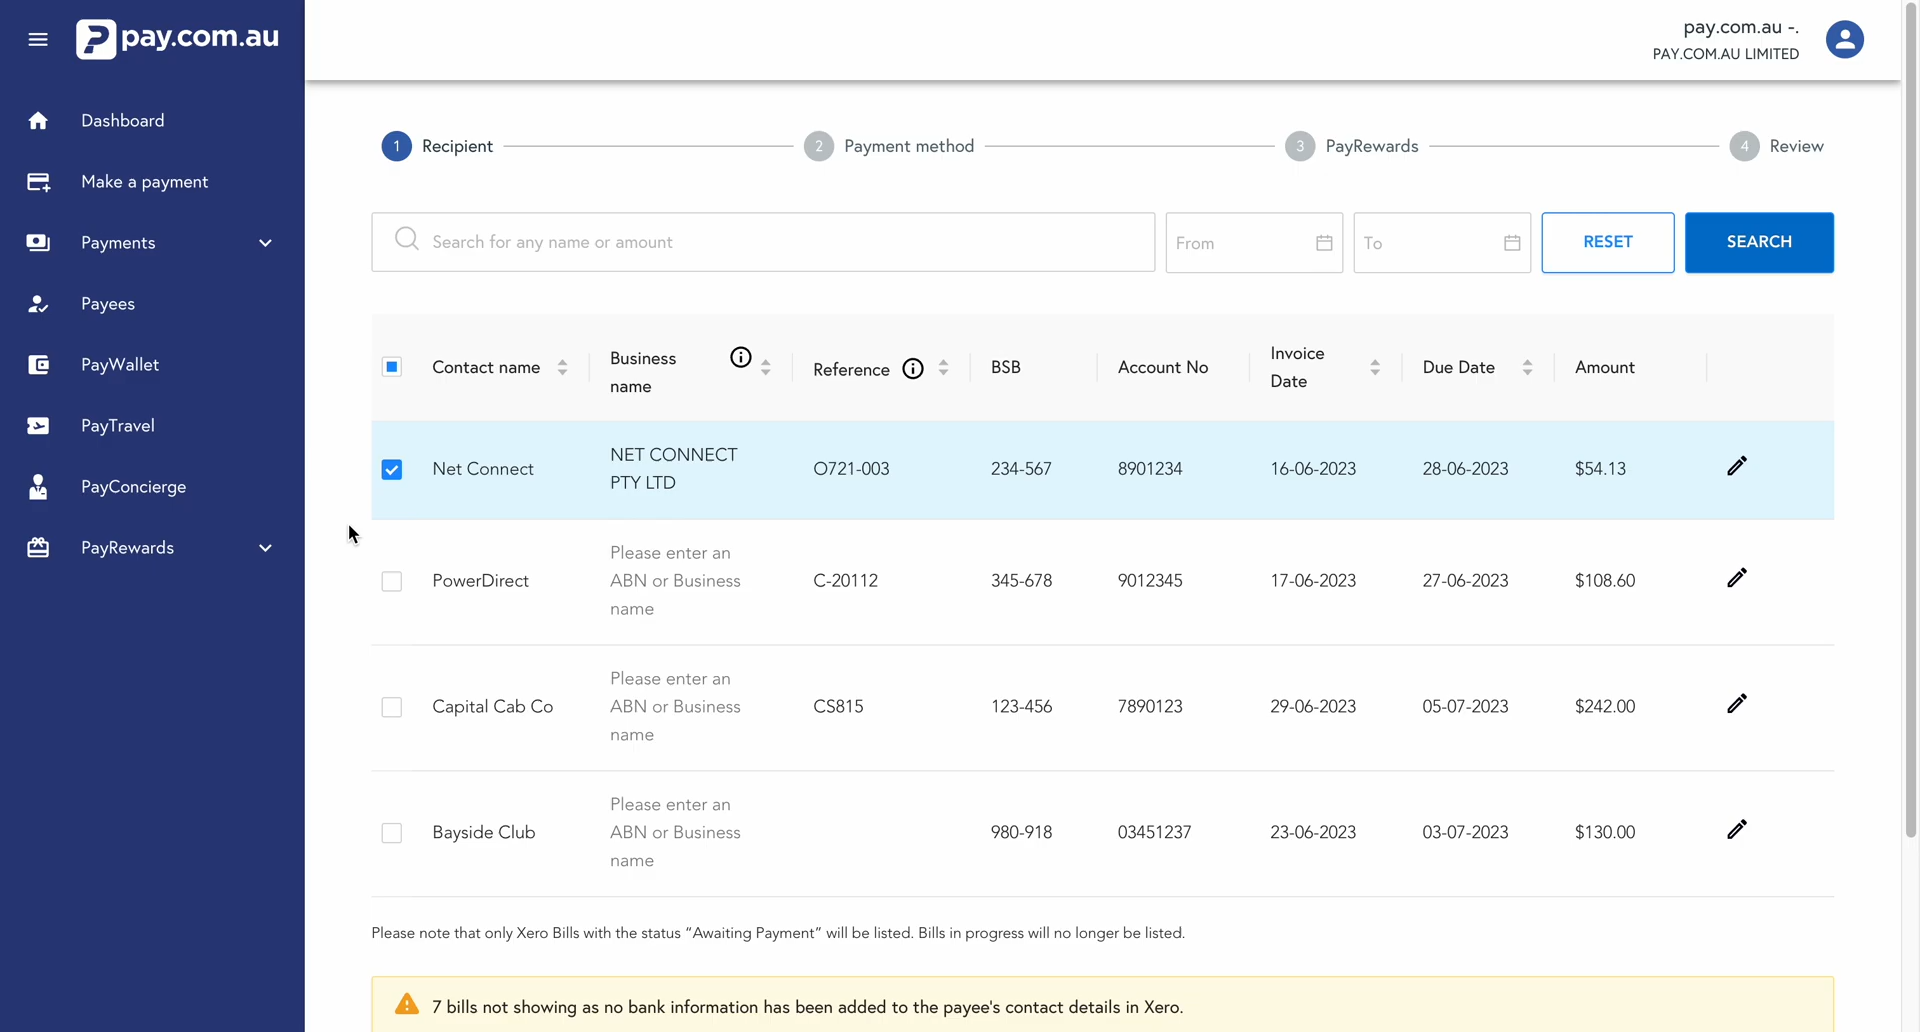 pay.com.au
pay.com.au -.
PAY.COM.AU LIMITED
Dashboard
Make a payment
Payments
Payees
PayWallet
PayTravel
PayConcierge
PayRewards
1 Recipient
2 Payment method
3 PayRewards
4 Review
Search for any name or amount
From
To
RESET
SEARCH
Contact name
Business
name
Reference
BSB
Account No
Invoice
Date
Due Date
Amount
Net Connect
NET CONNECT
PTY LTD
O721-003
234-567
8901234
16-06-2023
28-06-2023
$54.13
PowerDirect
Please enter an
ABN or Business
name
C-20112
345-678
9012345
17-06-2023
27-06-2023
$108.60
Capital Cab Co
Please enter an
ABN or Business
name
CS815
123-456
7890123
29-06-2023
05-07-2023
$242.00
Bayside Club
Please enter an
ABN or Business
name
980-918
03451237
23-06-2023
03-07-2023
$130.00
Please note that only Xero Bills with the status “Awaiting Payment” will be listed. Bills in progress will no longer be listed.
7 bills not showing as no bank information has been added to the payee's contact details in Xero.